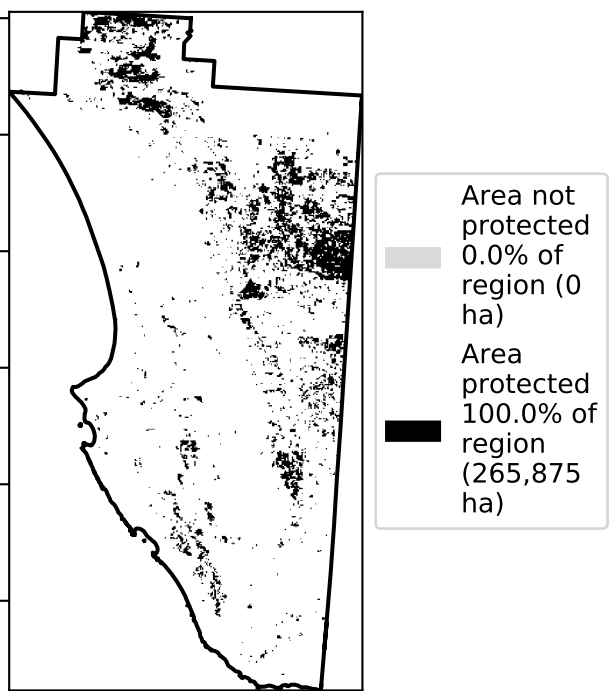 Area not
protected
0.0% of
region (0
ha)
Area
protected
100.0% of
region
(265,875
ha)